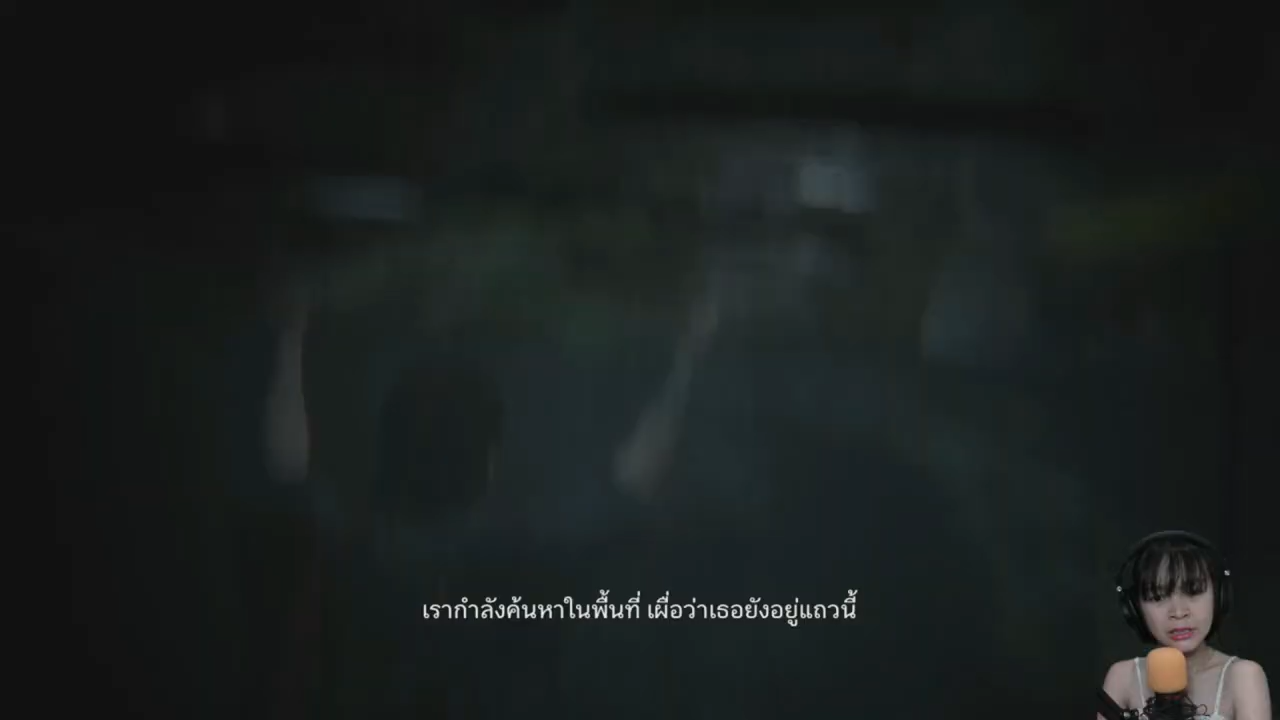 เรากำลังค้นหาในพื้นที่ เผื่อว่าเธอยังอยู่แถวนี้